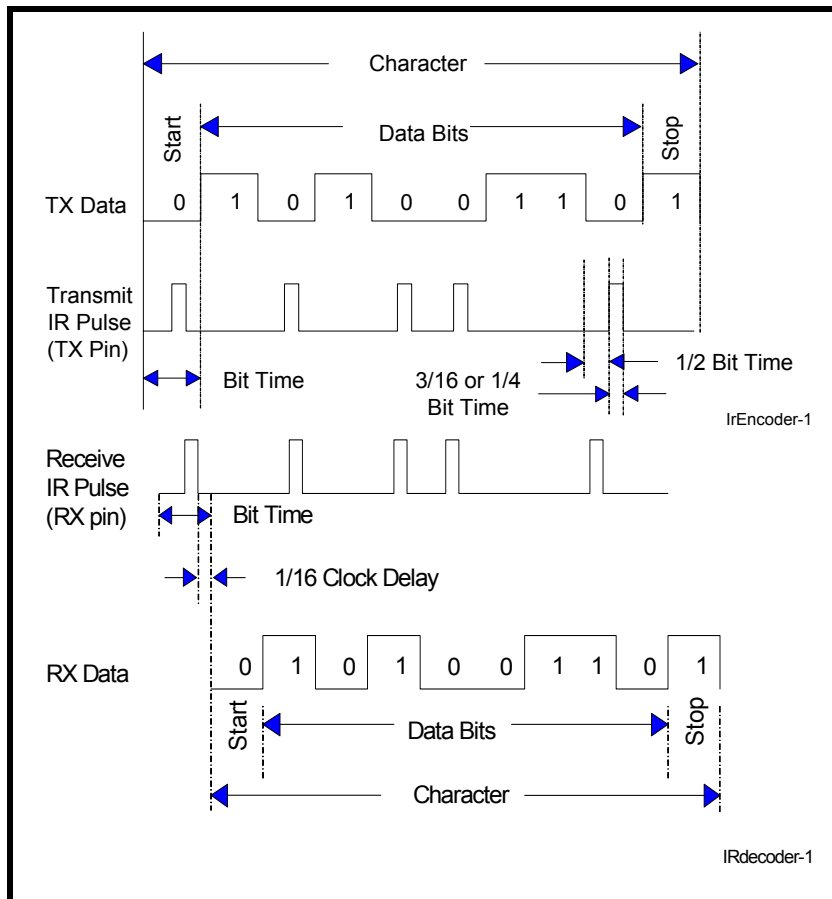 Character
Start
Data Bits
Stop
TX Data
0 1 0 1 0 0 1 1 0 1
Transmit
IR Pulse
(TX Pin)
Bit Time
1/2 Bit Time
3/16 or 1/4
Bit Time
IrEncoder-1
Receive
IR Pulse
(RX pin)
Bit Time
1/16 Clock Delay
RX Data
0 1 0 1 0 0 1 1 0 1
Start
Data Bits
Stop
Character
IRdecoder-1